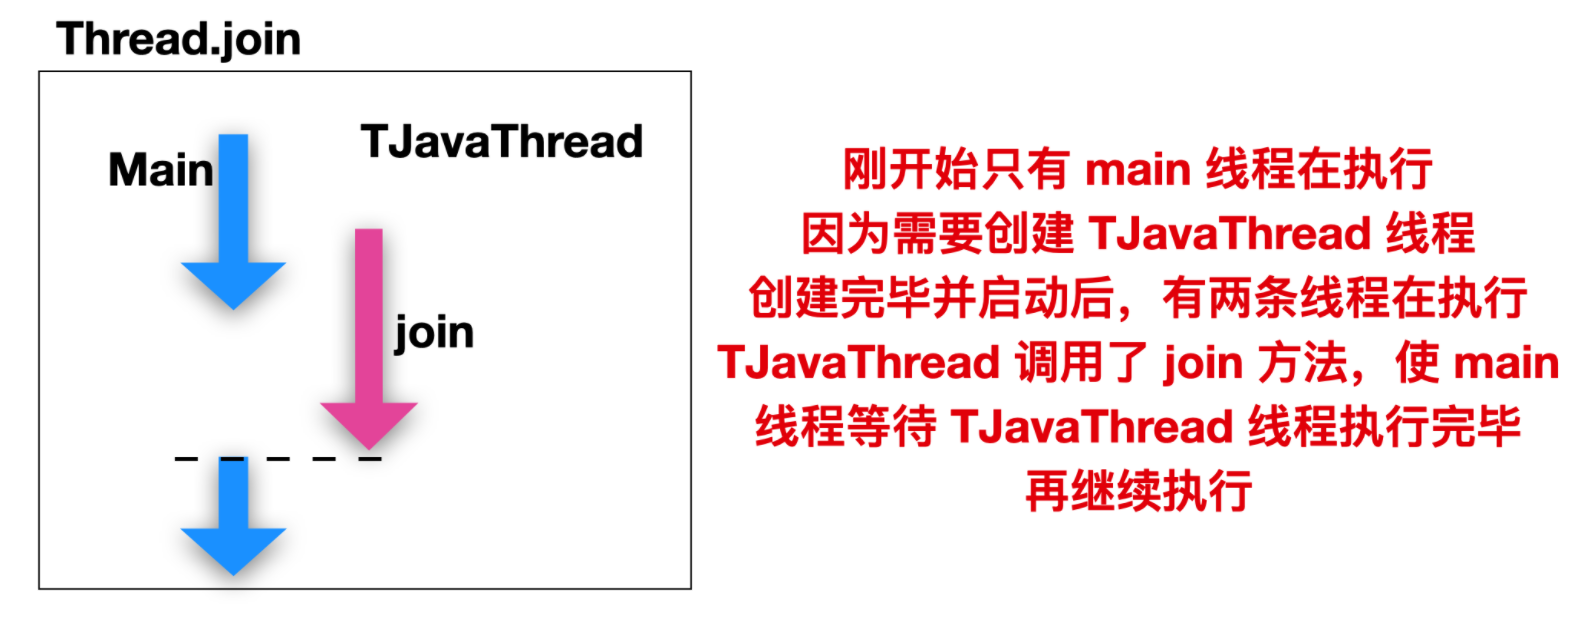 Thread.join
Main
TJavaThread
join
刚开始只有 main 线程在执行
因为需要创建 TJavaThread 线程
创建完毕并启动后，有两条线程在执行
TJavaThread 调用了 join 方法，使 main
线程等待 TJavaThread 线程执行完毕
再继续执行